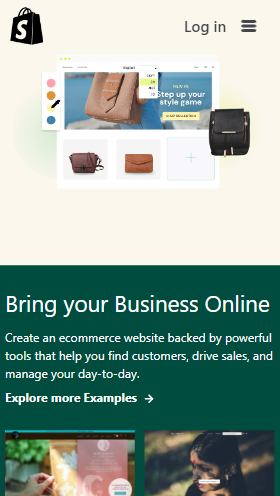 Log in
Step up your
style game
Bring your Business Online
Create an ecommerce website backed by powerful
tools that help you find customers, drive sales, and
manage your day-to-day.
Explore more Examples →